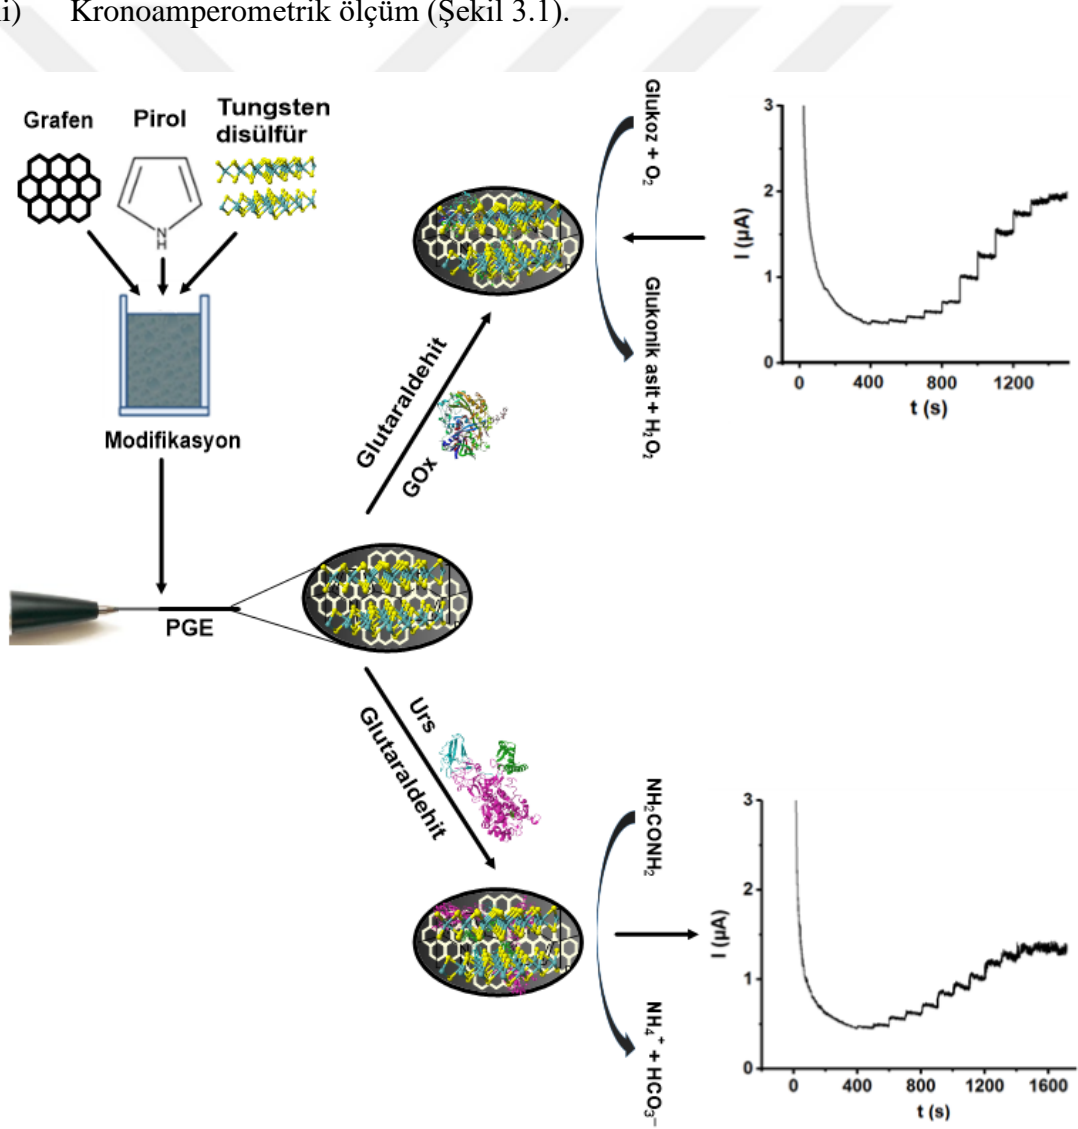 i) Kronoamperometrik ölçüm (Şekil 3.1).
Grafen
Pirol
Tungsten
disülfür
N
H
Modifikasyon
PGE
Glutaraldehit
GOx
Glukoz + O₂
Glukonik asit + H₂O₂
3
2
1
0
I (µA)
0 400 800 1200
t (s)
Urs
Glutaraldehit
NH₂CONH₂
NH₄⁺ + HCO₃⁻
3
2
1
0
I (µA)
0 400 800 1200 1600
t (s)